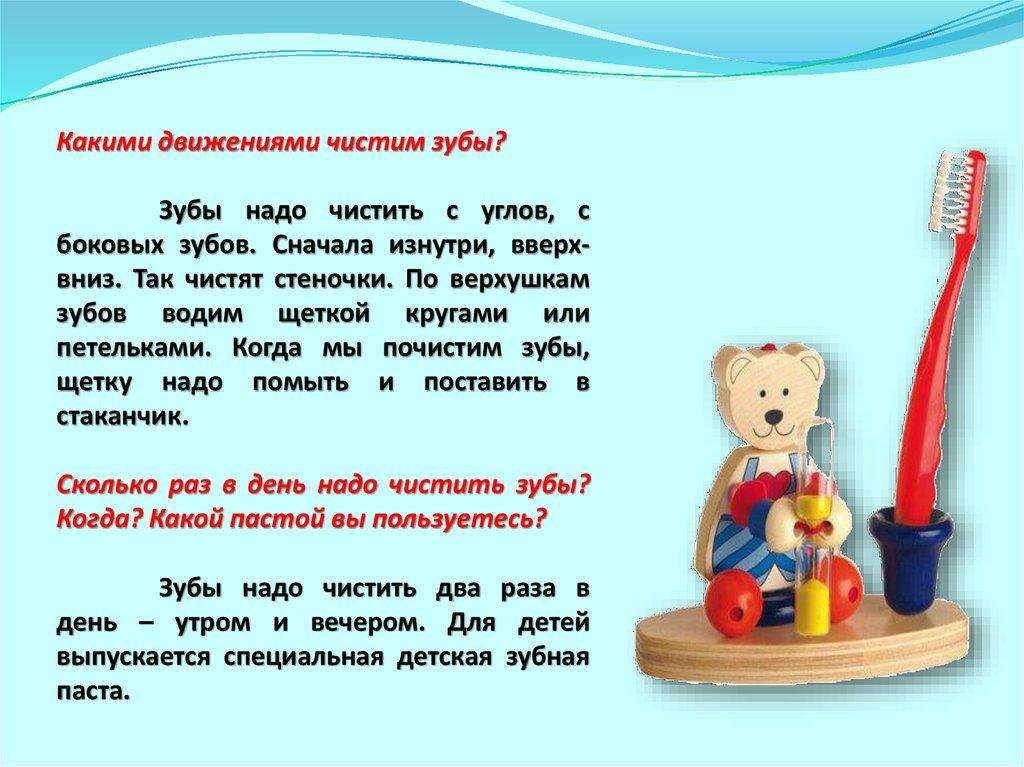 Какими движениями чистим зубы?
Зубы надо чистить с углов, с
боковых зубов. Сначала изнутри, вверх-
вниз. Так чистят стеночки. По верхушкам
зубов водим щеткой кругами или
петельками. Когда мы почистим зубы,
щетку надо помыть и поставить в
стаканчик.
Сколько раз в день надо чистить зубы?
Когда? Какой пастой вы пользуетесь?
Зубы надо чистить два раза в
день – утром и вечером. Для детей
выпускается специальная детская зубная
паста.